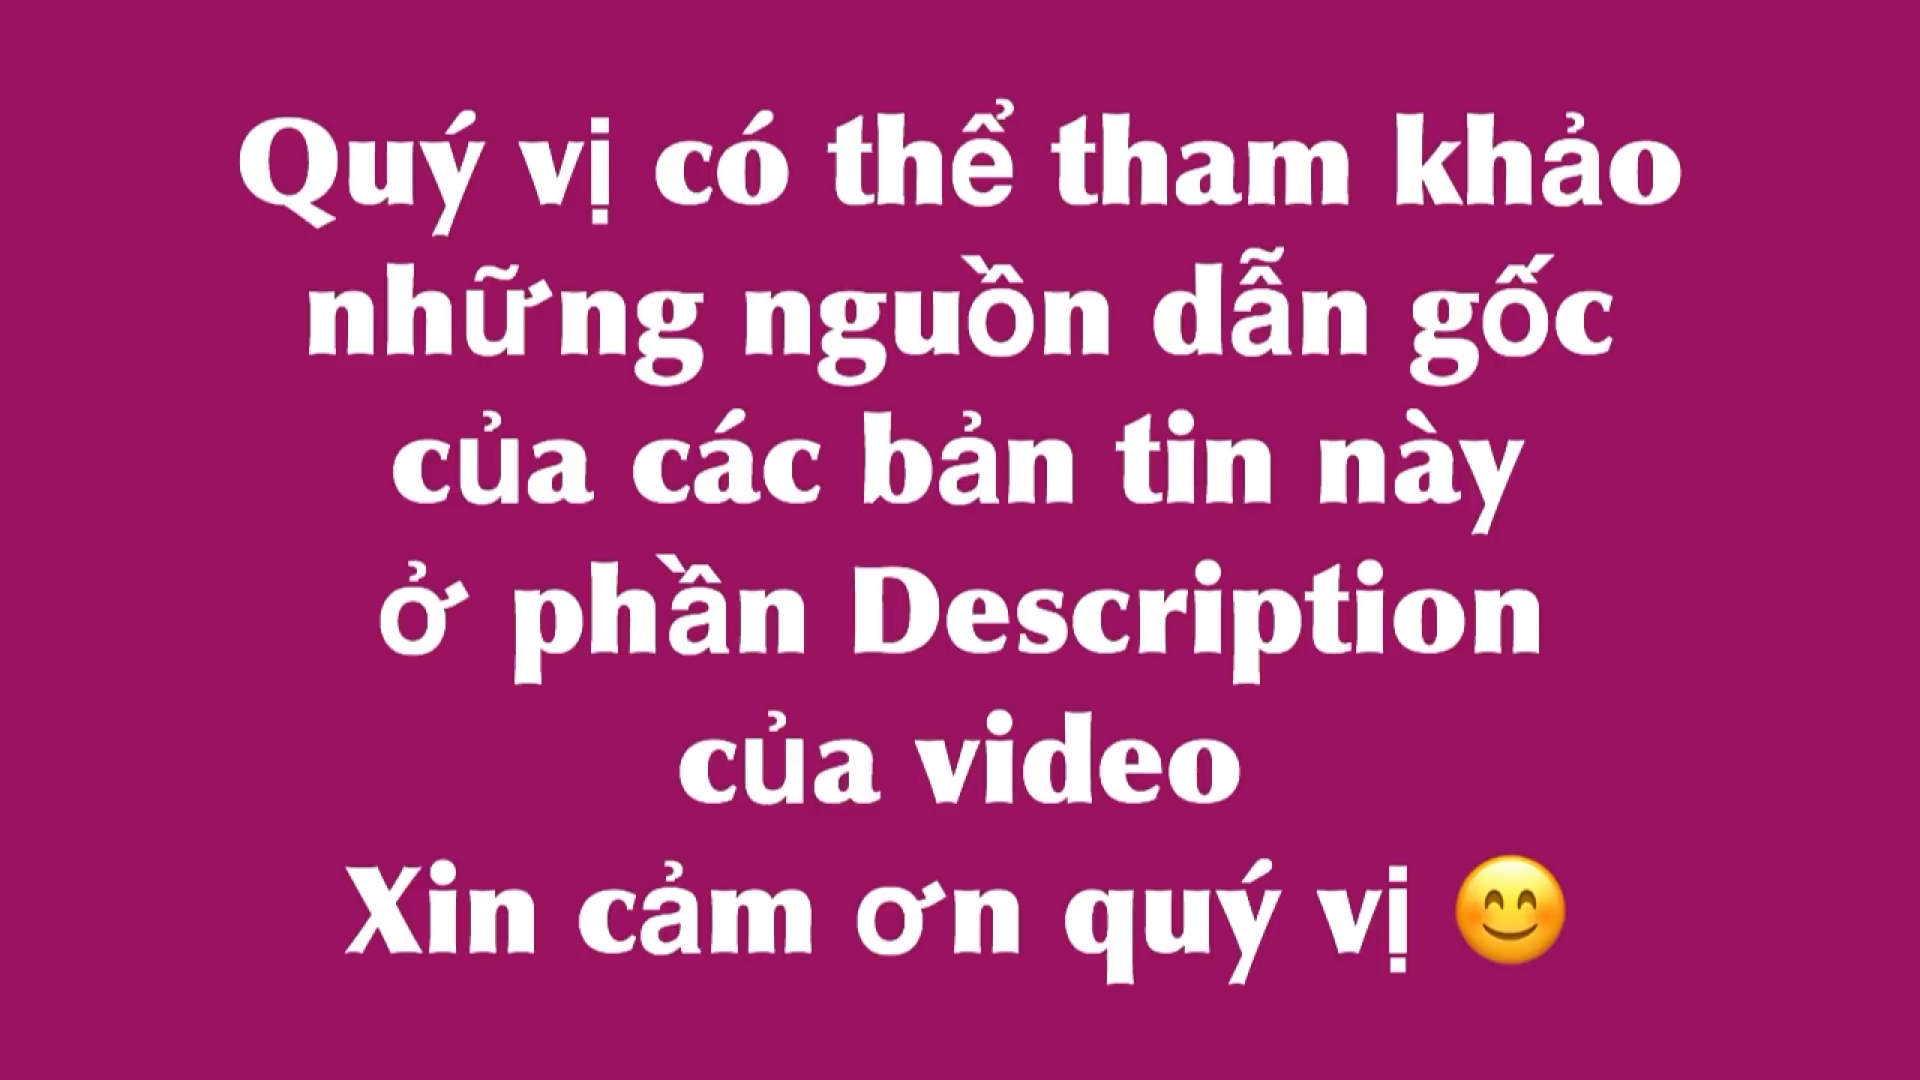 Quý vị có thể tham khảo
những nguồn dẫn gốc
của các bản tin này
ở phần Description
của video
Xin cảm ơn quý vị 😊